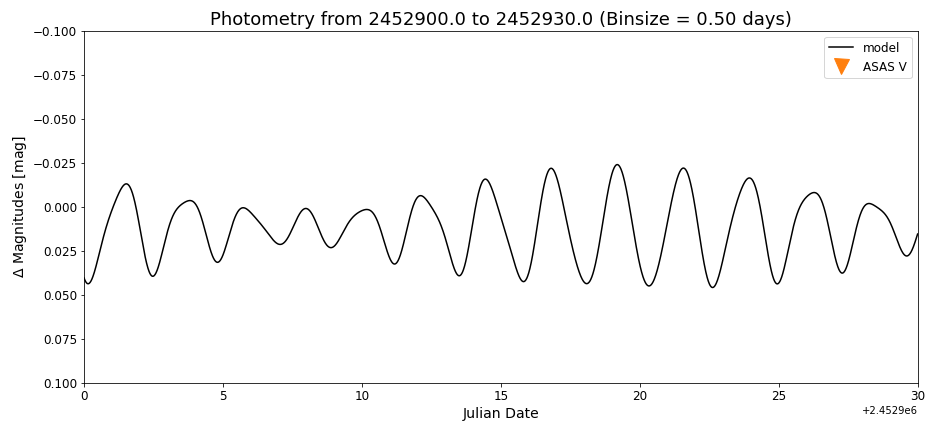 Photometry from 2452900.0 to 2452930.0 (Binsize = 0.50 days)
−0.100
−0.075
−0.050
−0.025
0.000
0.025
0.050
0.075
0.100
Δ Magnitudes [mag]
model
ASAS V
0 5 10 15 20 25 30
+2.4529e6
Julian Date